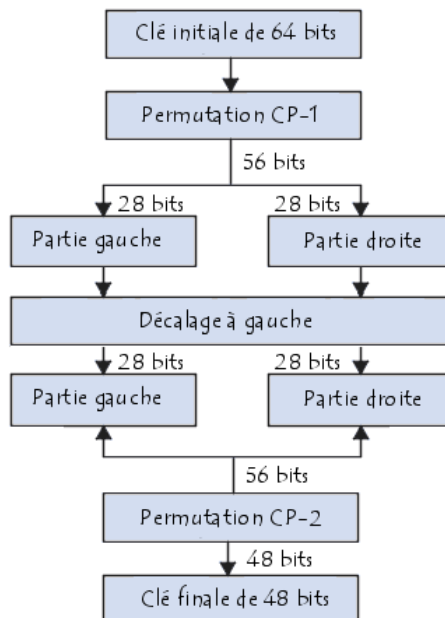 Clé initiale de 64 bits
Permutation CP-1
56 bits
28 bits
28 bits
Partie gauche
Partie droite
Décalage à gauche
28 bits
28 bits
Partie gauche
Partie droite
56 bits
Permutation CP-2
48 bits
Clé finale de 48 bits